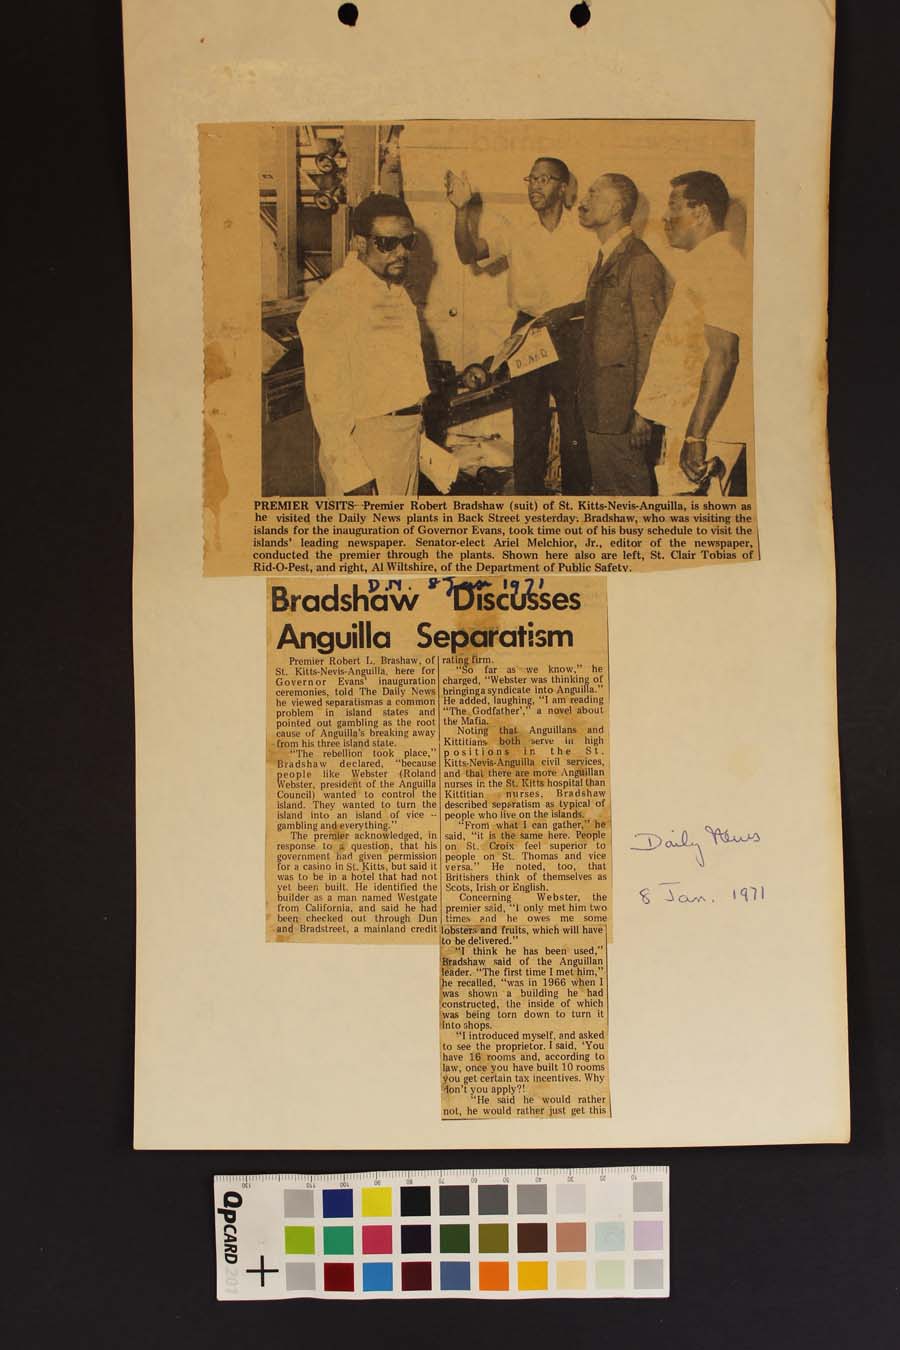 D.N.D
PREMIER VISITS- Premier Robert Bradshaw (suit) of St. Kitts-Nevis-Anguilla, is shown as
he visited the Daily News plants in Back Street yesterday. Bradshaw, who was visiting the
islands for the inauguration of Governor Evans, took time out of his busy schedule to visit the
islands' leading newspaper. Senator-elect Ariel Melchior, Jr., editor of the newspaper,
conducted the premier through the plants. Shown here also are left, St. Clair Tobias of
Rid-O-Pest, and right, Al Wiltshire, of the Department of Public Safety.
D.N. 8 Jan 1971
Bradshaw Discusses
Anguilla Separatism
Premier Robert L. Brashaw, of
St. Kitts-Nevis-Anguilla, here for
Governor Evans' inauguration
ceremonies, told The Daily News
he viewed separatismas a common
problem in island states and
pointed out gambling as the root
cause of Anguilla's breaking away
from his three island state.
"The rebellion took place,"
Bradshaw declared, "because
people like Webster (Roland
Webster, president of the Anguilla
Council) wanted to control the
island. They wanted to turn the
island into an island of vice --
gambling and everything."
The premier acknowledged, in
response to a question, that his
government had given permission
for a casino in St. Kitts, but said it
was to be in a hotel that had not
yet been built. He identified the
builder as a man named Westgate
from California, and said he had
been checked out through Dun
and Bradstreet, a mainland credit
rating firm.
"So far as we know." he
charged, "Webster was thinking of
bringinga syndicate into Anguilla."
He added, laughing, "I am reading
"The Godfather'," a novel about
the Mafia.
Noting that Anguillans and
Kittitians both serve in high
positions in the St.
Kitts-Nevis-Anguilla civil services,
and that there are more Anguillan
nurses in the St. Kitts hospital than
Kittitian nurses, Bradshaw
described separatism as typical of
people who live on the islands.
"From what I can gather," he
said, "it is the same here. People
on St. Croix feel superior to
people on St. Thomas and vice
versa." He noted, too, that
Britishers think of themselves as
Scots, Irish or English.
Concerning Webster, the
premier said, "I only met him two
times and he owes me some
lobsters and fruits, which will have
to be delivered."
"I think he has been used,"
Bradshaw said of the Anguillan
leader. "The first time I met him,"
he recalled, "was in 1966 when I
was shown a building he had
constructed, the inside of which
was being torn down to turn it
into shops.
"I introduced myself, and asked
to see the proprietor. I said, 'You
have 16 rooms and, according to
law, once you have built 10 rooms
you get certain tax incentives. Why
don't you apply?!
"He said he would rather
not, he would rather just get this
Daily News
8 Jan. 1971
QPCARD 201